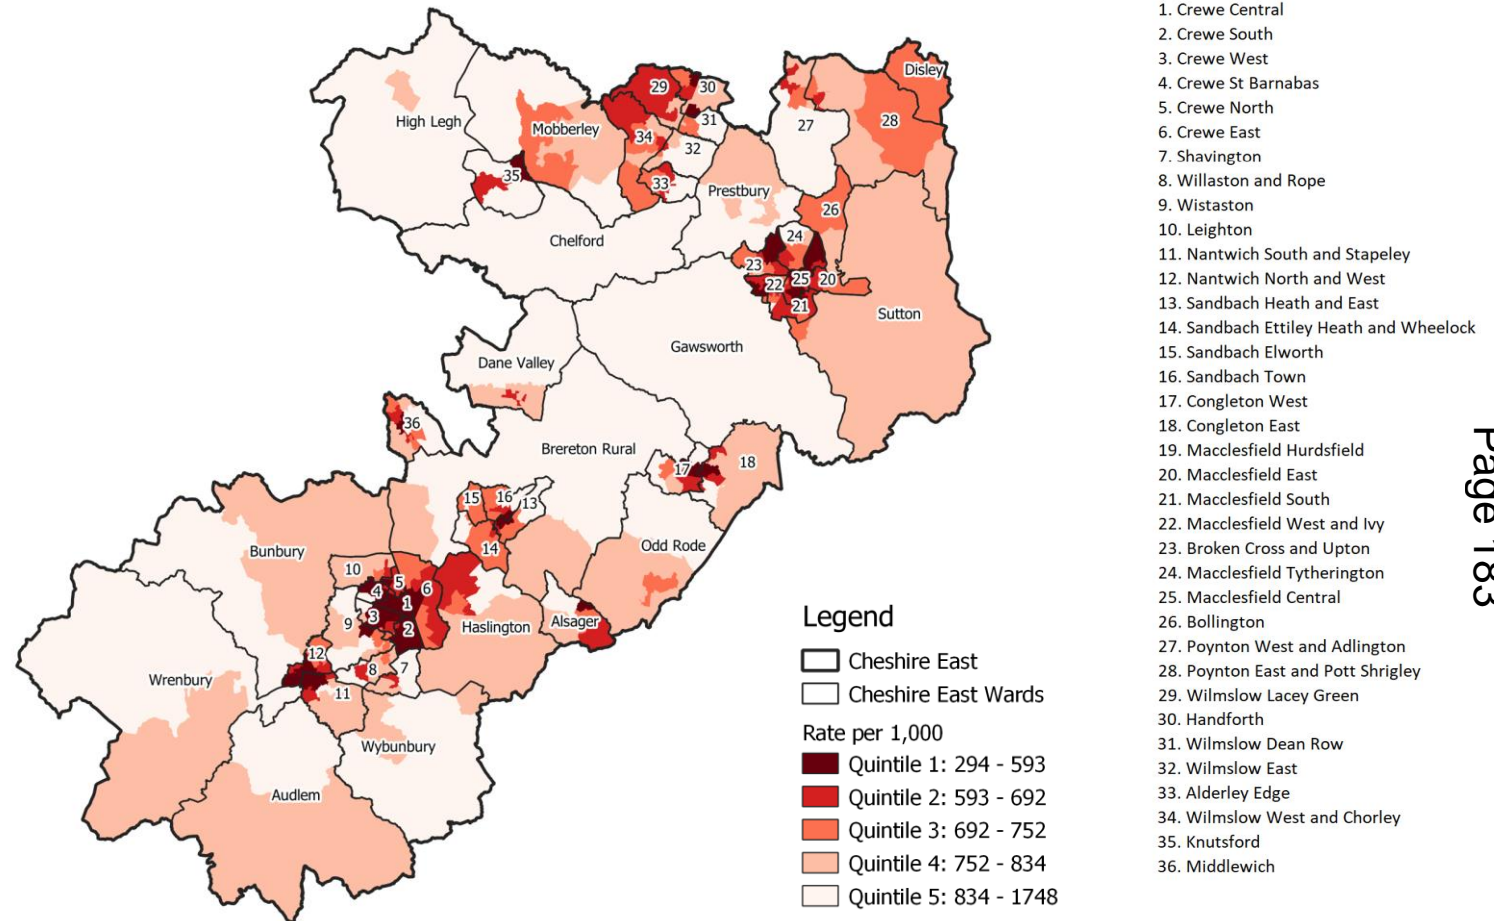 Disley
29
30
28
High Legh
Mobberley
31
27
34
32
35
33
Prestbury
26
Chelford
24
23
25
20
22
21
Sutton
Gawsworth
Dane Valley
36
Brereton Rural
17
18
15
16
13
14
Odd Rode
Bunbury
10
5
4
6
1
3
9
2
Haslington
Alsager
12
8
7
Wrenbury
11
Wybunbury
Audlem
Legend
Cheshire East
Cheshire East Wards
Rate per 1,000
Quintile 1: 294 - 593
Quintile 2: 593 - 692
Quintile 3: 692 - 752
Quintile 4: 752 - 834
Quintile 5: 834 - 1748
1. Crewe Central
2. Crewe South
3. Crewe West
4. Crewe St Barnabas
5. Crewe North
6. Crewe East
7. Shavington
8. Willaston and Rope
9. Wistaston
10. Leighton
11. Nantwich South and Stapeley
12. Nantwich North and West
13. Sandbach Heath and East
14. Sandbach Ettiley Heath and Wheelock
15. Sandbach Elworth
16. Sandbach Town
17. Congleton West
18. Congleton East
19. Macclesfield Hurdsfield
20. Macclesfield East
21. Macclesfield South
22. Macclesfield West and Ivy
23. Broken Cross and Upton
24. Macclesfield Tytherington
25. Macclesfield Central
26. Bollington
27. Poynton West and Adlington
28. Poynton East and Pott Shrigley
29. Wilmslow Lacey Green
30. Handforth
31. Wilmslow Dean Row
32. Wilmslow East
33. Alderley Edge
34. Wilmslow West and Chorley
35. Knutsford
36. Middlewich
Page 183